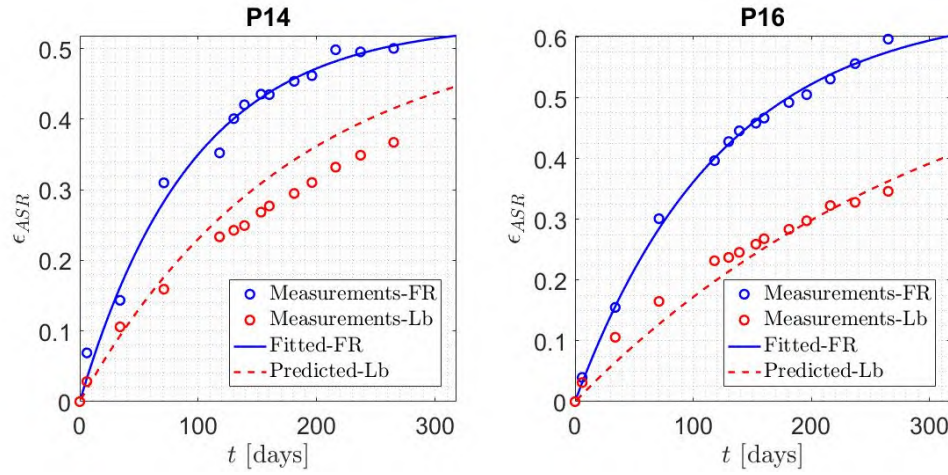 P14
0.5
0.4
0.3
0.2
0.1
0
ϵ_ASR
0 100 200 300
t [days]
Measurements-FR
Measurements-Lb
Fitted-FR
Predicted-Lb
P16
0.6
0.5
0.4
0.3
0.2
0.1
0
ϵ_ASR
0 100 200 300
t [days]
Measurements-FR
Measurements-Lb
Fitted-FR
Predicted-Lb